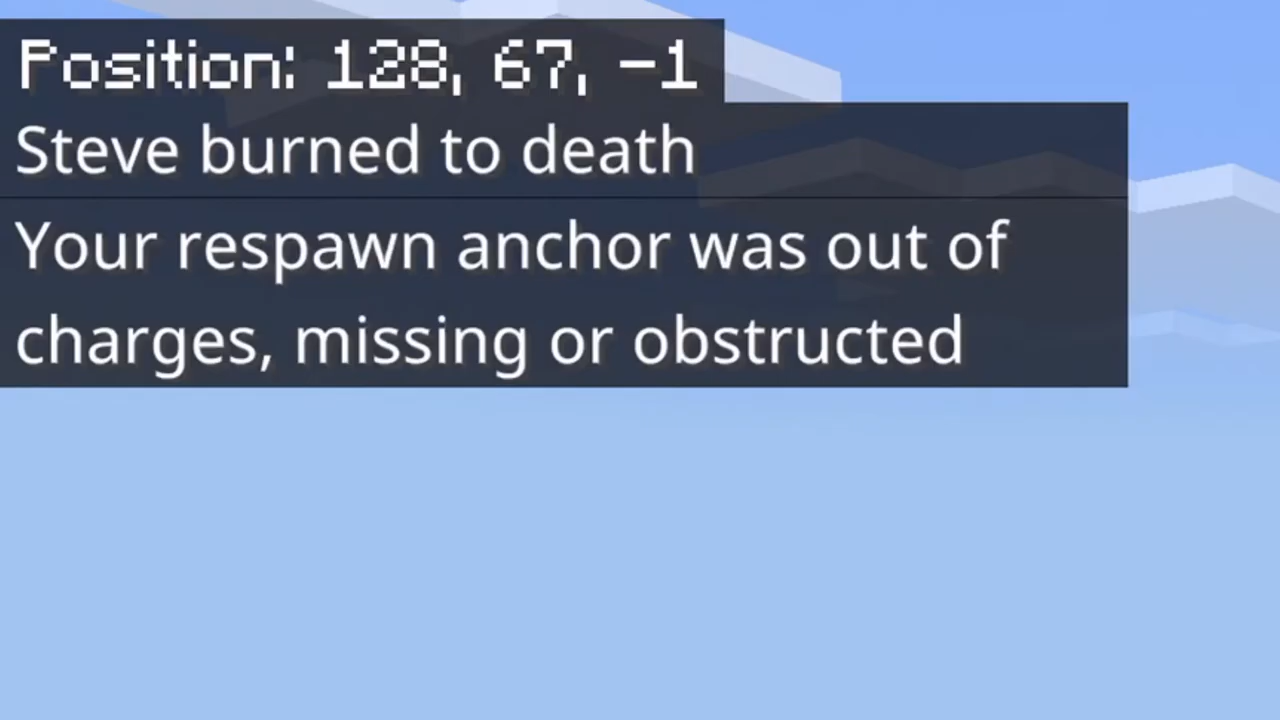 Position: 128, 67, -1
Steve burned to death
Your respawn anchor was out of
charges, missing or obstructed